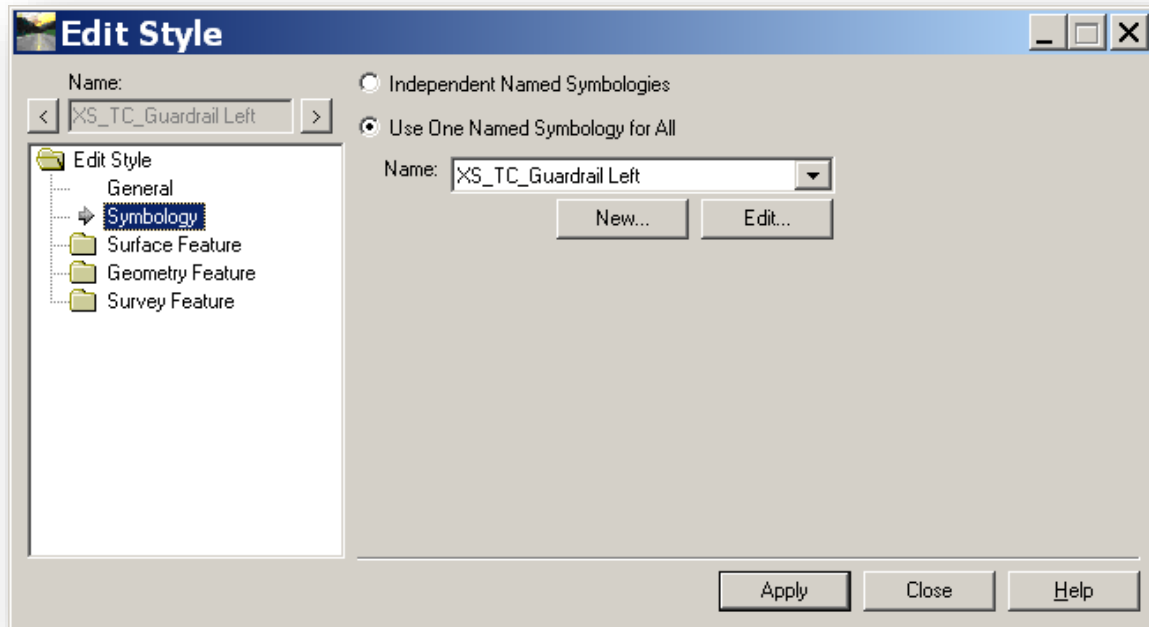 Edit Style
Name:
< XS_TC_Guardrail Left >
Edit Style
General
Symbology
Surface Feature
Geometry Feature
Survey Feature
Independent Named Symbologies
Use One Named Symbology for All
Name: XS_TC_Guardrail Left
New... Edit...
Apply Close Help